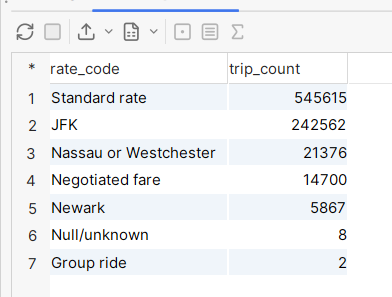 * rate_code trip_count
1 Standard rate 545615
2 JFK 242562
3 Nassau or Westchester 21376
4 Negotiated fare 14700
5 Newark 5867
6 Null/unknown 8
7 Group ride 2